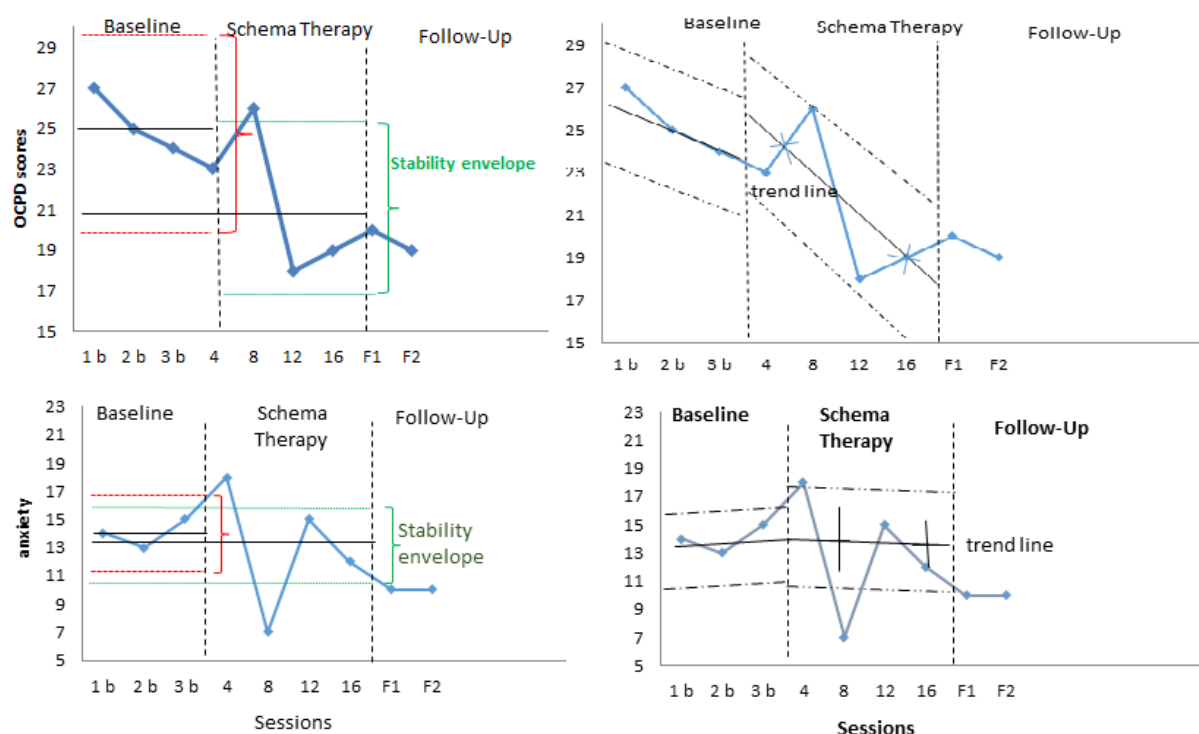 Baseline
Schema Therapy
Follow-Up
29
27
25
23
21
19
17
15
OCPD scores
Stability envelope
1 b 2 b 3 b 4 8 12 16 F1 F2
Baseline
Schema Therapy
Follow-Up
29
27
25
23
21
19
17
15
trend line
1 b 2 b 3 b 4 8 12 16 F1 F2
Baseline
Schema
Therapy
Follow-Up
23
21
19
17
15
13
11
9
7
5
anxiety
Stability
envelope
1 b 2 b 3 b 4 8 12 16 F1 F2
Sessions
Baseline
Schema
Therapy
Follow-Up
23
21
19
17
15
13
11
9
7
5
trend line
1 b 2 b 3 b 4 8 12 16 F1 F2
Sessions